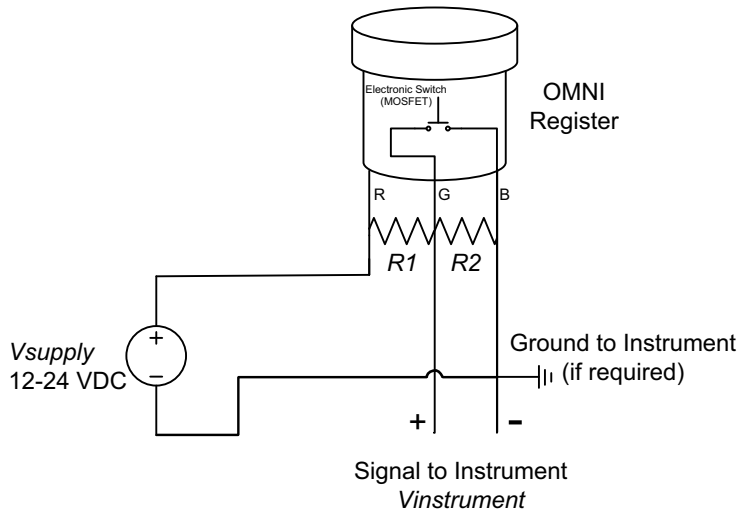 Electronic Switch
(MOSFET)
OMNI
Register
R G B
R1 R2
Vsupply
12-24 VDC
+
−
Ground to Instrument
(if required)
+ -
Signal to Instrument
Vinstrument